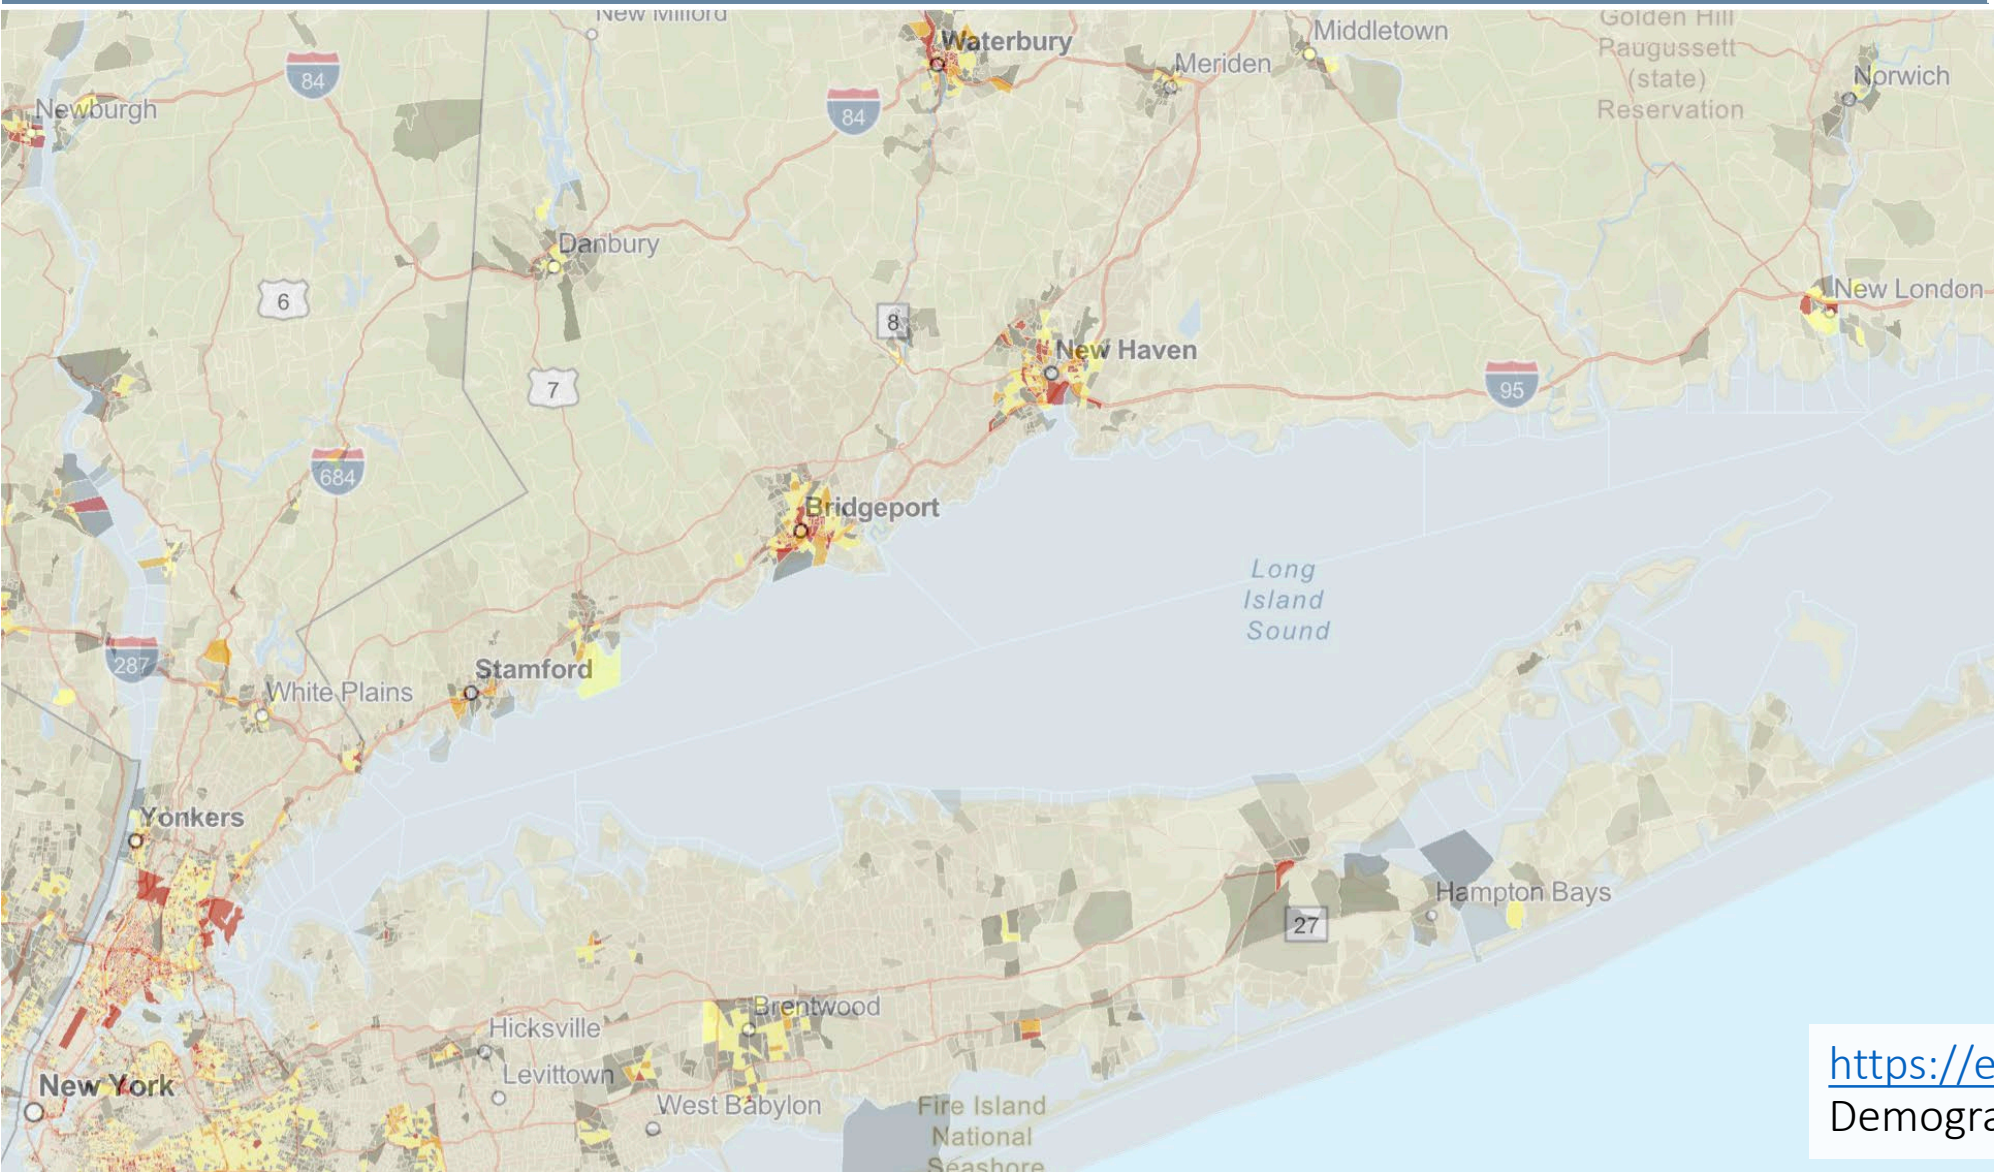 New Milford
Golden Hill
Paugussett
(state)
Reservation
Middletown
Waterbury
Meriden
Norwich
84
Newburgh
84
Danbury
6
New London
8
New Haven
7
95
684
Bridgeport
Long
Island
Sound
287
Stamford
White Plains
Yonkers
Hampton Bays
27
Brentwood
Hicksville
Levittown
New York
West Babylon
Fire Island
National
Seashore
https://e
Demogra